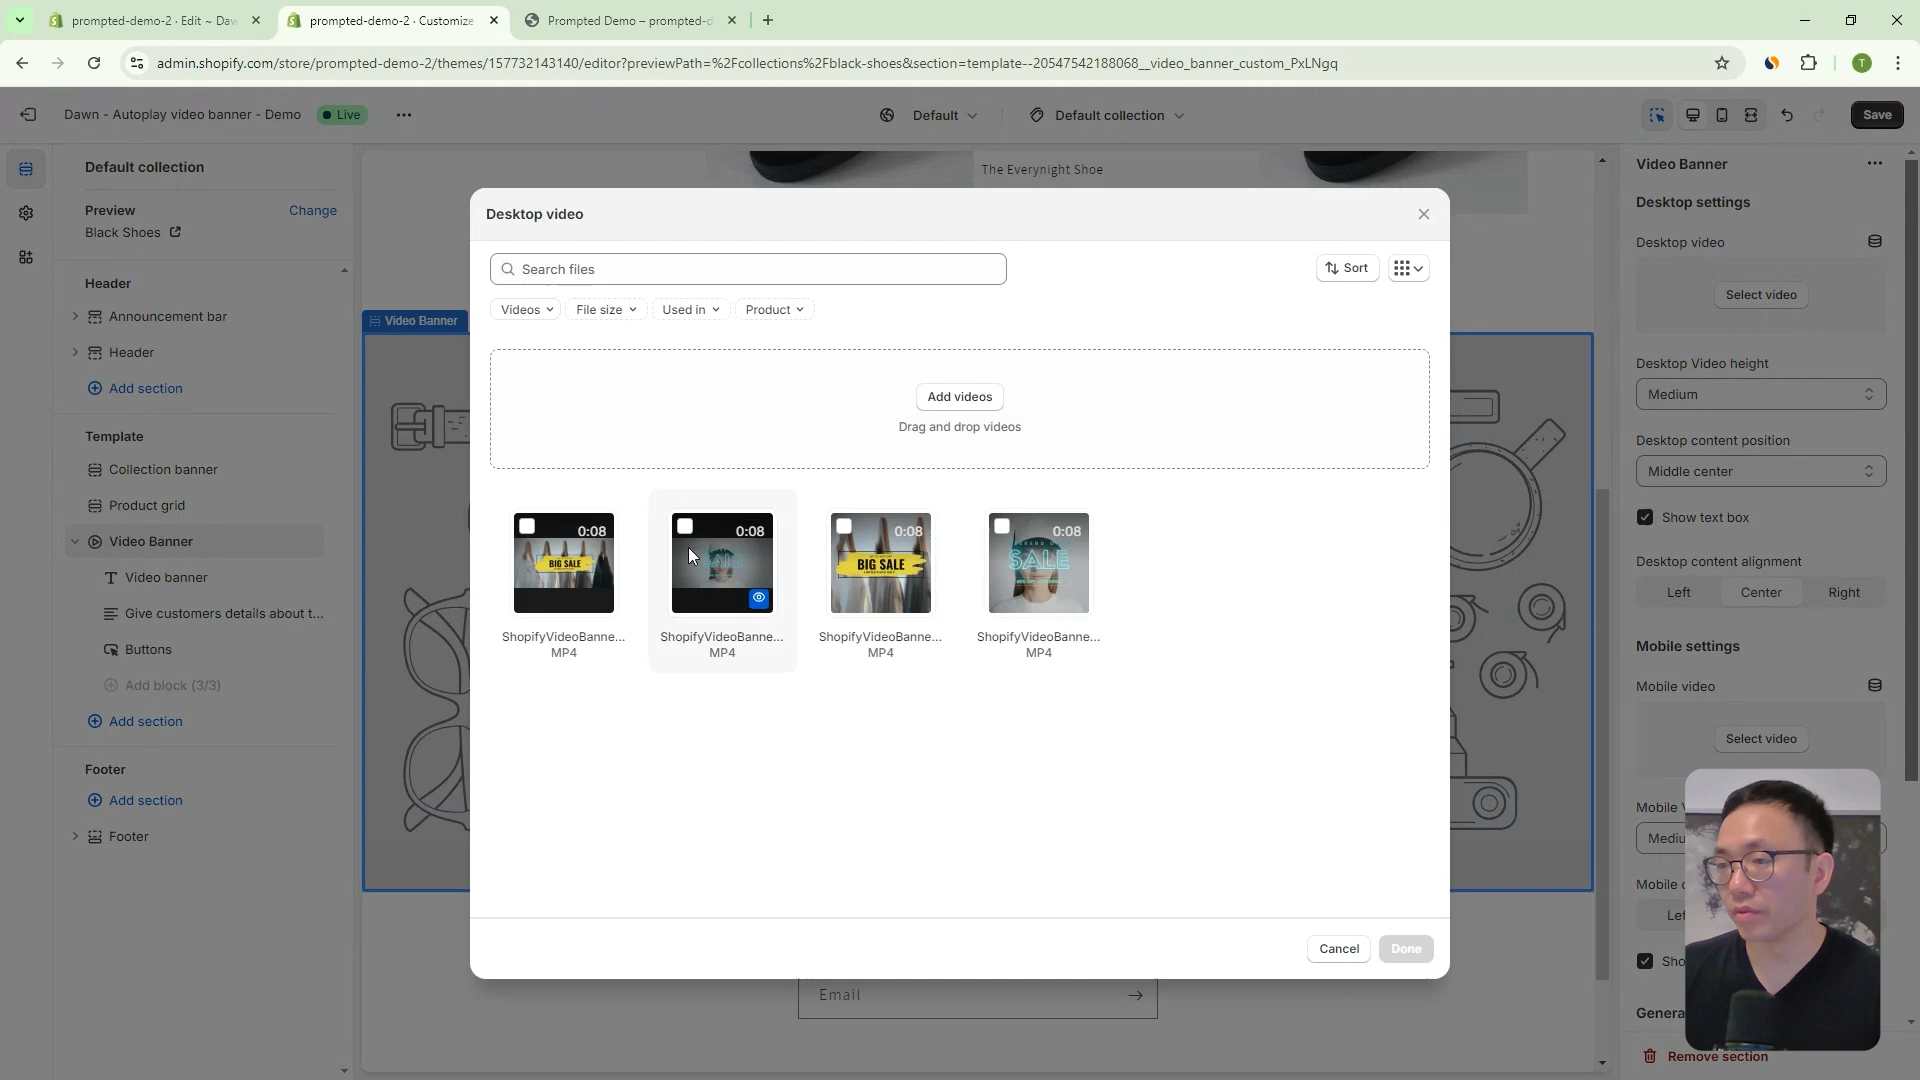 prompted-demo-2 · Edit ~ Daw
prompted-demo-2 · Customize
Prompted Demo – prompted-d
admin.shopify.com/store/prompted-demo-2/themes/157732143140/editor?previewPath=%2Fcollections%2Fblack-shoes&section=template--20547542188068__video_banner_custom_PxLNgq
T
Dawn - Autoplay video banner - Demo
Live
Default
Default collection
Save
Default collection
Preview
Change
Black Shoes
Header
Announcement bar
Header
Add section
Template
Collection banner
Product grid
Video Banner
Video banner
Give customers details about t...
Buttons
Add block (3/3)
Add section
Footer
Add section
Footer
The Everynight Shoe
Video Banner
Email
Desktop video
Search files
Sort
Videos
File size
Used in
Product
Add videos
Drag and drop videos
0:08
BIG SALE
ShopifyVideoBanne...
MP4
0:08
SALE
ShopifyVideoBanne...
MP4
0:08
BIG SALE
ShopifyVideoBanne...
MP4
0:08
SALE
ShopifyVideoBanne...
MP4
Cancel
Done
Video Banner
Desktop settings
Desktop video
Select video
Desktop Video height
Medium
Desktop content position
Middle center
Show text box
Desktop content alignment
Left
Center
Right
Mobile settings
Mobile video
Select video
Mobile V
Mediu
Mobile c
Lef
Sho
Genera
Remove section